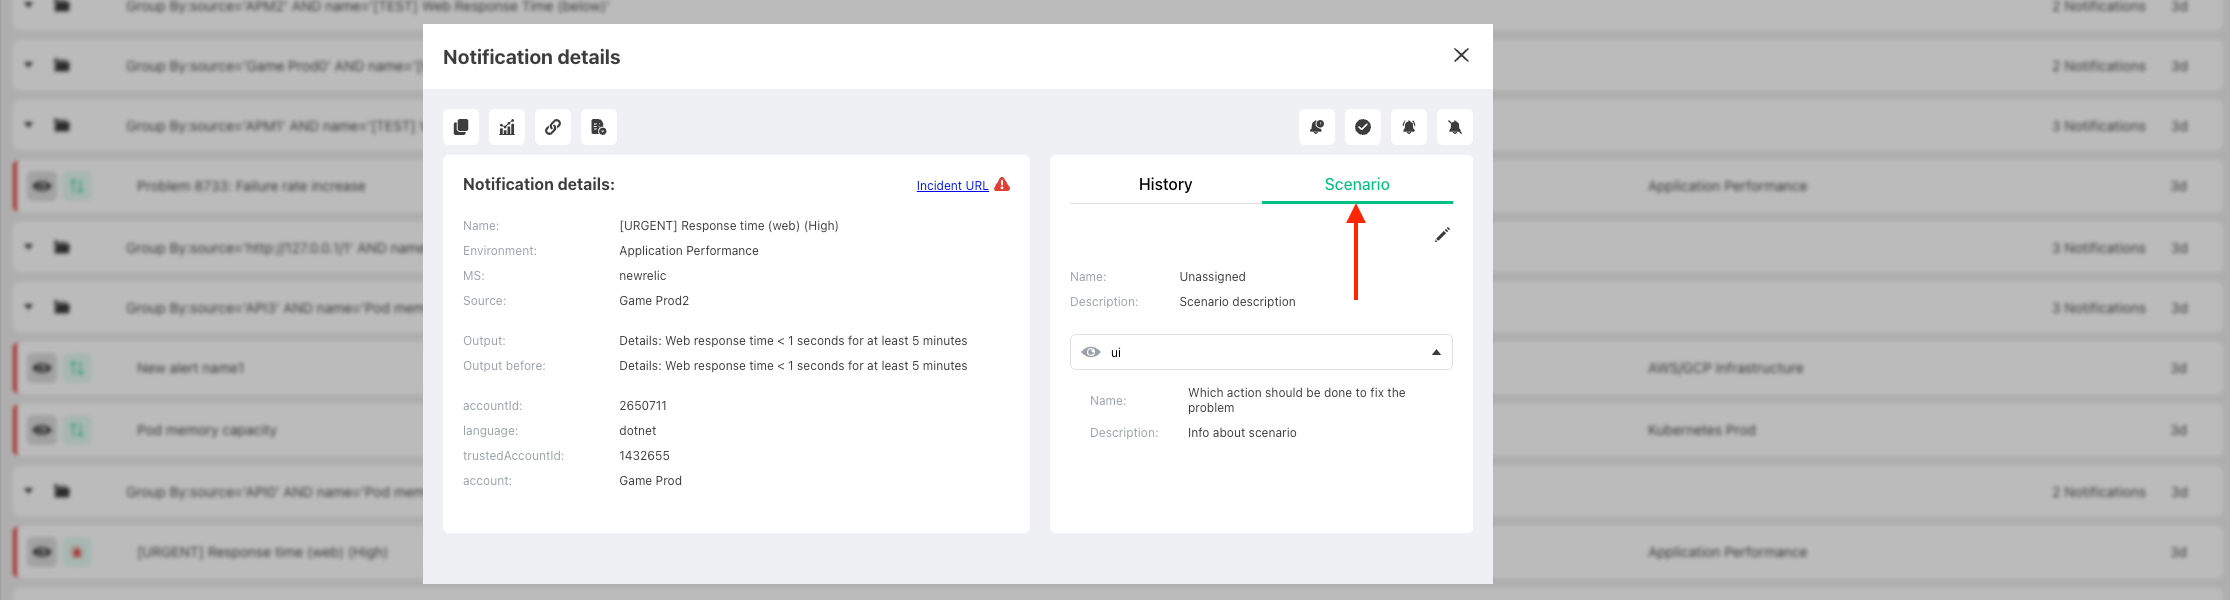 Group By:source='APM2' AND name='[TEST] Web Response Time (below)'
2 Notifications 3d
Notification details
Group By:source='Game Prod0' AND name='[
2 Notifications 3d
Group By:source='APM1' AND name='[TEST]
3 Notifications 3d
Notification details:
Incident URL
History
Scenario
Problem 8733: Failure rate increase
Application Performance 3d
Name: [URGENT] Response time (web) (High)
Environment: Application Performance
MS: newrelic
Source: Game Prod2
Output: Details: Web response time < 1 seconds for at least 5 minutes
Output before: Details: Web response time < 1 seconds for at least 5 minutes
accountId: 2650711
language: dotnet
trustedAccountId: 1432655
account: Game Prod
Name: Unassigned
Description: Scenario description
ui
Name: Which action should be done to fix the
problem
Description: Info about scenario
Group By:source='http://127.0.0.1/1' AND name
3 Notifications 3d
Group By:source='API3' AND name='Pod mem
3 Notifications 3d
New alert name1
AWS/GCP Infrastructure 3d
Pod memory capacity
Kubernetes Prod 3d
Group By:source='API0' AND name='Pod mem
2 Notifications 3d
[URGENT] Response time (web) (High)
Application Performance 3d